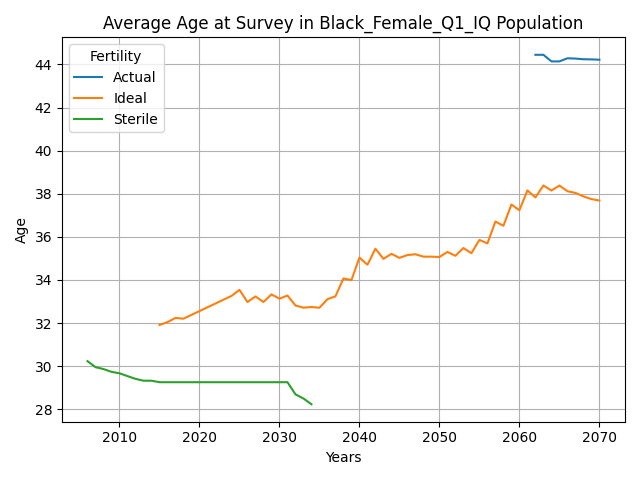 Average Age at Survey in Black_Female_Q1_IQ Population
Fertility
Actual
Ideal
Sterile
Age
44
42
40
38
36
34
32
30
28
2010 2020 2030 2040 2050 2060 2070
Years